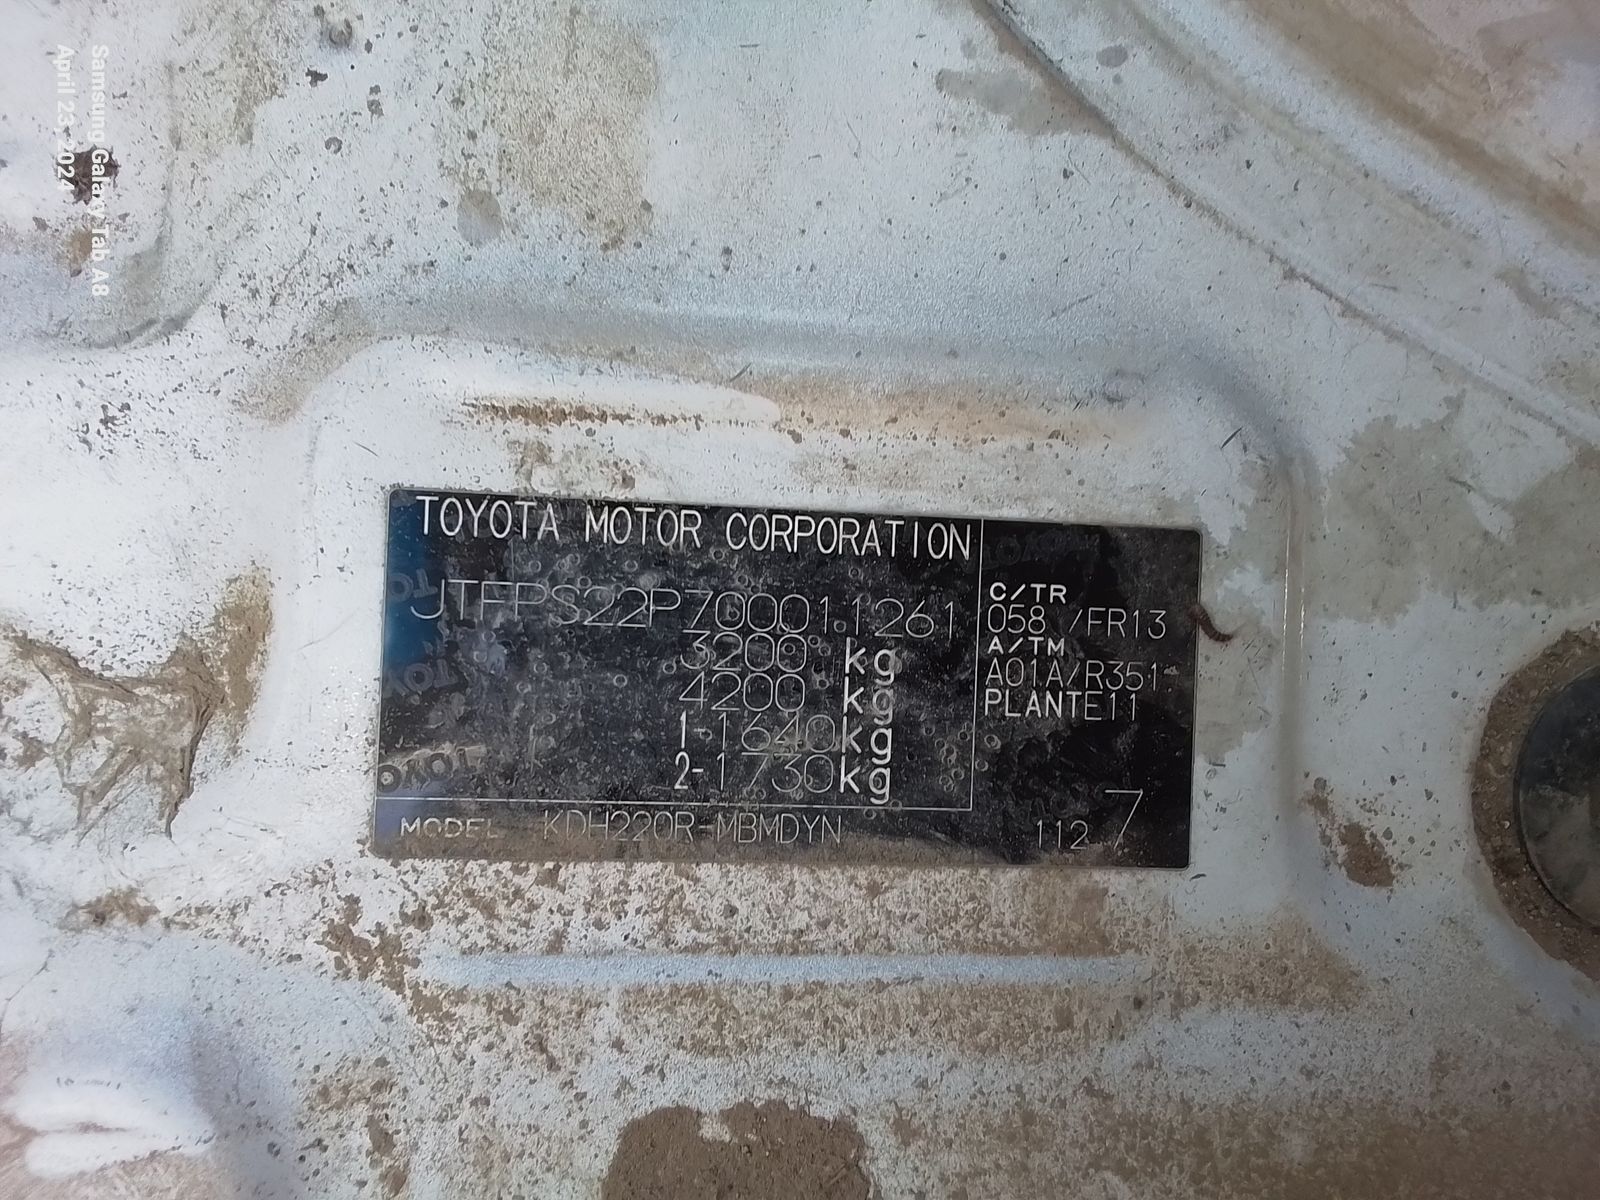 TOYOTA MOTOR CORPORATION
JTFPS22P700011261
3200 kg
4200 kg
1-1640kg
2-1730kg
C/TR
058 /FR13
A/TM
A01A/R351
PLANTE11
MODEL KDH220R-MBMDYN
112 7
Samsung Galaxy Tab A8
April 23, 2024